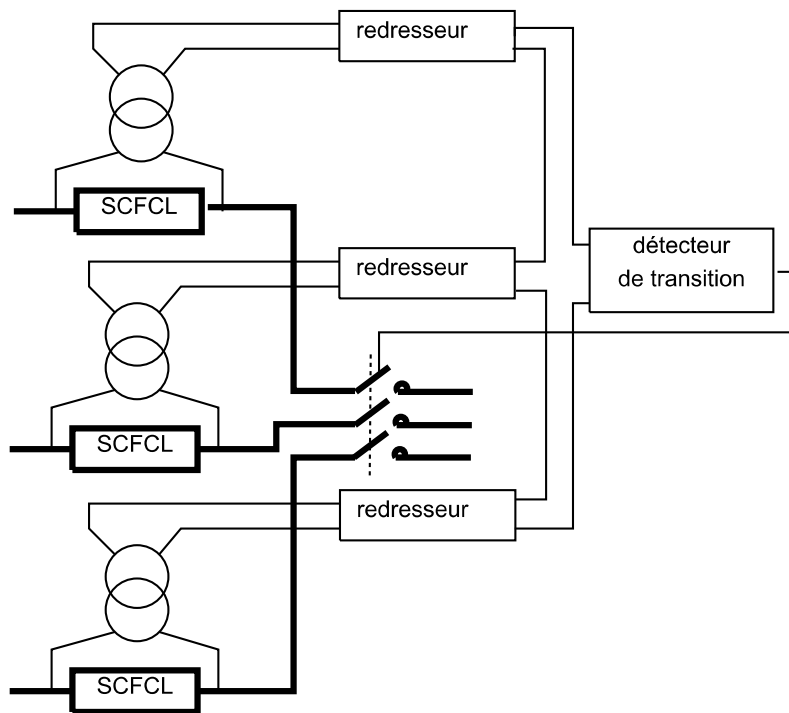 redresseur
SCFCL
redresseur
détecteur
de transition
SCFCL
redresseur
SCFCL